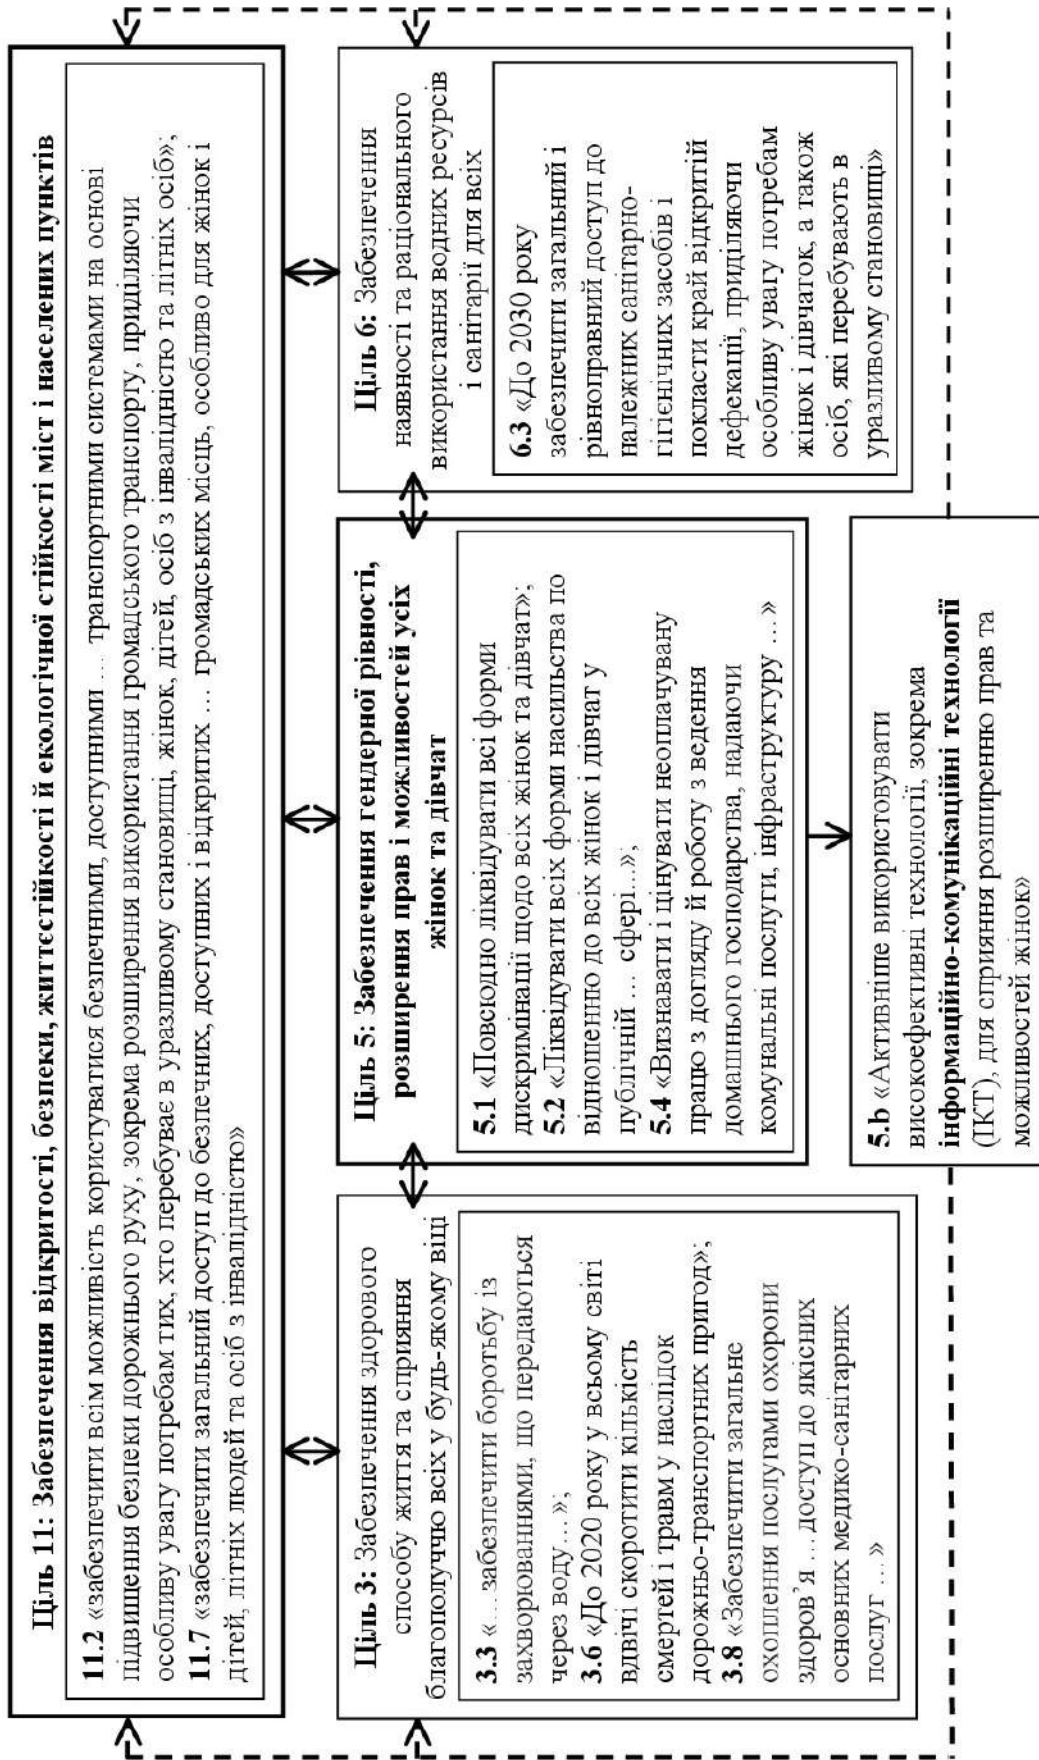 Ціль 11: Забезпечення відкритості, безпеки, життєстійкості й екологічної стійкості міст і населених пунктів
11.2 «забезпечити всім можливість користуватися безпечними, доступними ... транспортними системами на основі
підвищення безпеки дорожнього руху, зокрема розширення використання громадського транспорту, приділяючи
особливу увагу потребам тих, хто перебуває в уразливому становищі, жінок, дітей, осіб з інвалідністю та літніх осіб»;
11.7 «забезпечити загальний доступ до безпечних, доступних і відкритих ... громадських місць, особливо для жінок і
дітей, літніх людей та осіб з інвалідністю»
Ціль 3: Забезпечення здорового
способу життя та сприяння
благополуччю всіх у будь-якому віці
3.3 «... забезпечити боротьбу із
захворюваннями, що передаються
через воду...»;
3.6 «До 2020 року у всьому світі
вдвічі скоротити кількість
смертей і травм у наслідок
дорожньо-транспортних пригод»;
3.8 «Забезпечити загальне
охоплення послугами охорони
здоров'я ... доступ до якісних
основних медико-санітарних
послуг ...»
Ціль 5: Забезпечення гендерної рівності,
розширення прав і можливостей усіх
жінок та дівчат
5.1 «Повсюдно ліквідувати всі форми
дискримінації щодо всіх жінок та дівчат»;
5.2 «Ліквідувати всіх форми насильства по
відношенню до всіх жінок і дівчат у
публічній ... сфері...»;
5.4 «Визнавати і цінувати неоплачувану
працю з догляду й роботу з ведення
домашнього господарства, надаючи
комунальні послуги, інфраструктуру ...»
Ціль 6: Забезпечення
наявності та раціонального
використання водних ресурсів
і санітарії для всіх
6.3 «До 2030 року
забезпечити загальний і
рівноправний доступ до
належних санітарно-
гігієнічних засобів і
покласти край відкритій
дефекації, приділяючи
особливу увагу потребам
жінок і дівчаток, а також
осіб, які перебувають в
уразливому становищі»
5.b «Активніше використовувати
високоефективні технології, зокрема
інформаційно-комунікаційні технології
(ІКТ), для сприяння розширенню прав та
можливостей жінок»